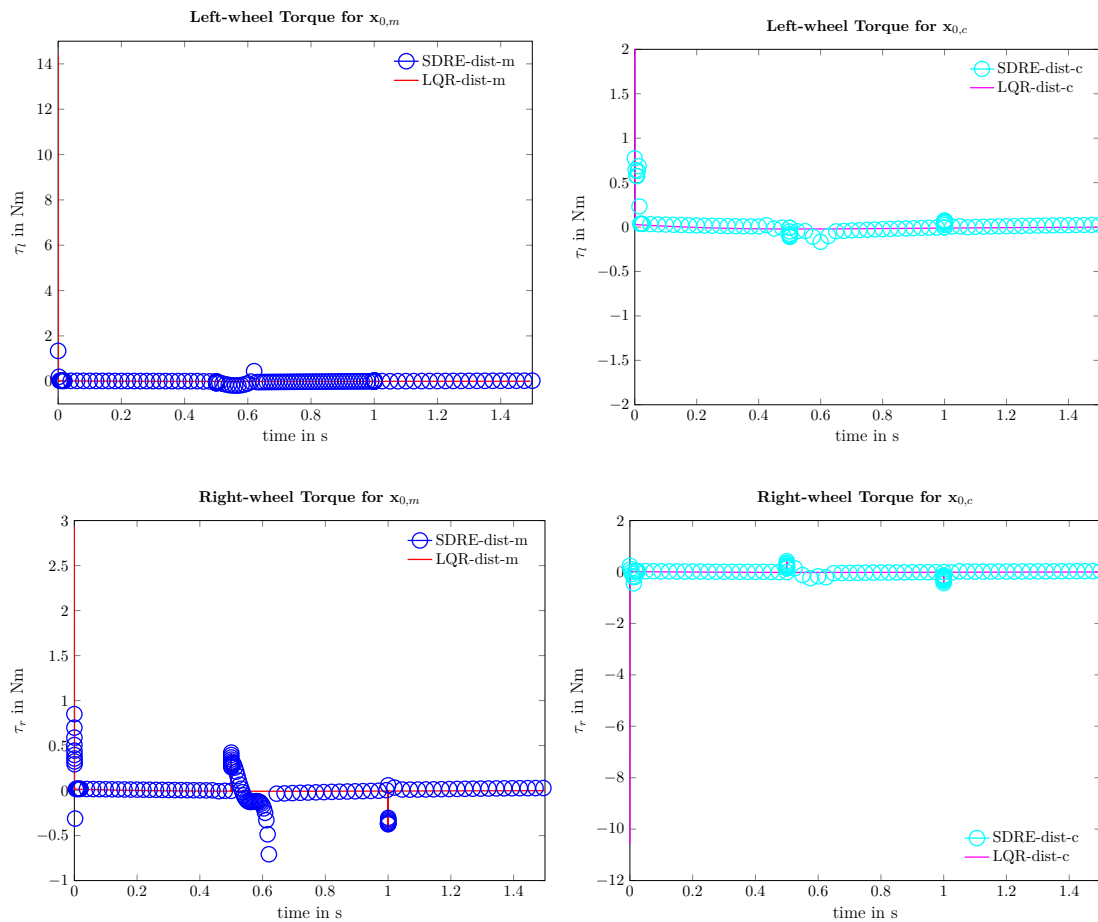 Left-wheel Torque for x₀,ₘ
14
12
10
8
6
4
2
0
τₗ in Nm
0 0.2 0.4 0.6 0.8 1 1.2 1.4
time in s
SDRE-dist-m
LQR-dist-m
Left-wheel Torque for x₀,c
2
1.5
1
0.5
0
−0.5
−1
−1.5
−2
τₗ in Nm
0 0.2 0.4 0.6 0.8 1 1.2 1.4
time in s
SDRE-dist-c
LQR-dist-c
Right-wheel Torque for x₀,ₘ
3
2.5
2
1.5
1
0.5
0
−0.5
−1
τᵣ in Nm
0 0.2 0.4 0.6 0.8 1 1.2 1.4
time in s
SDRE-dist-m
LQR-dist-m
Right-wheel Torque for x₀,c
2
0
−2
−4
−6
−8
−10
−12
τᵣ in Nm
0 0.2 0.4 0.6 0.8 1 1.2 1.4
time in s
SDRE-dist-c
LQR-dist-c